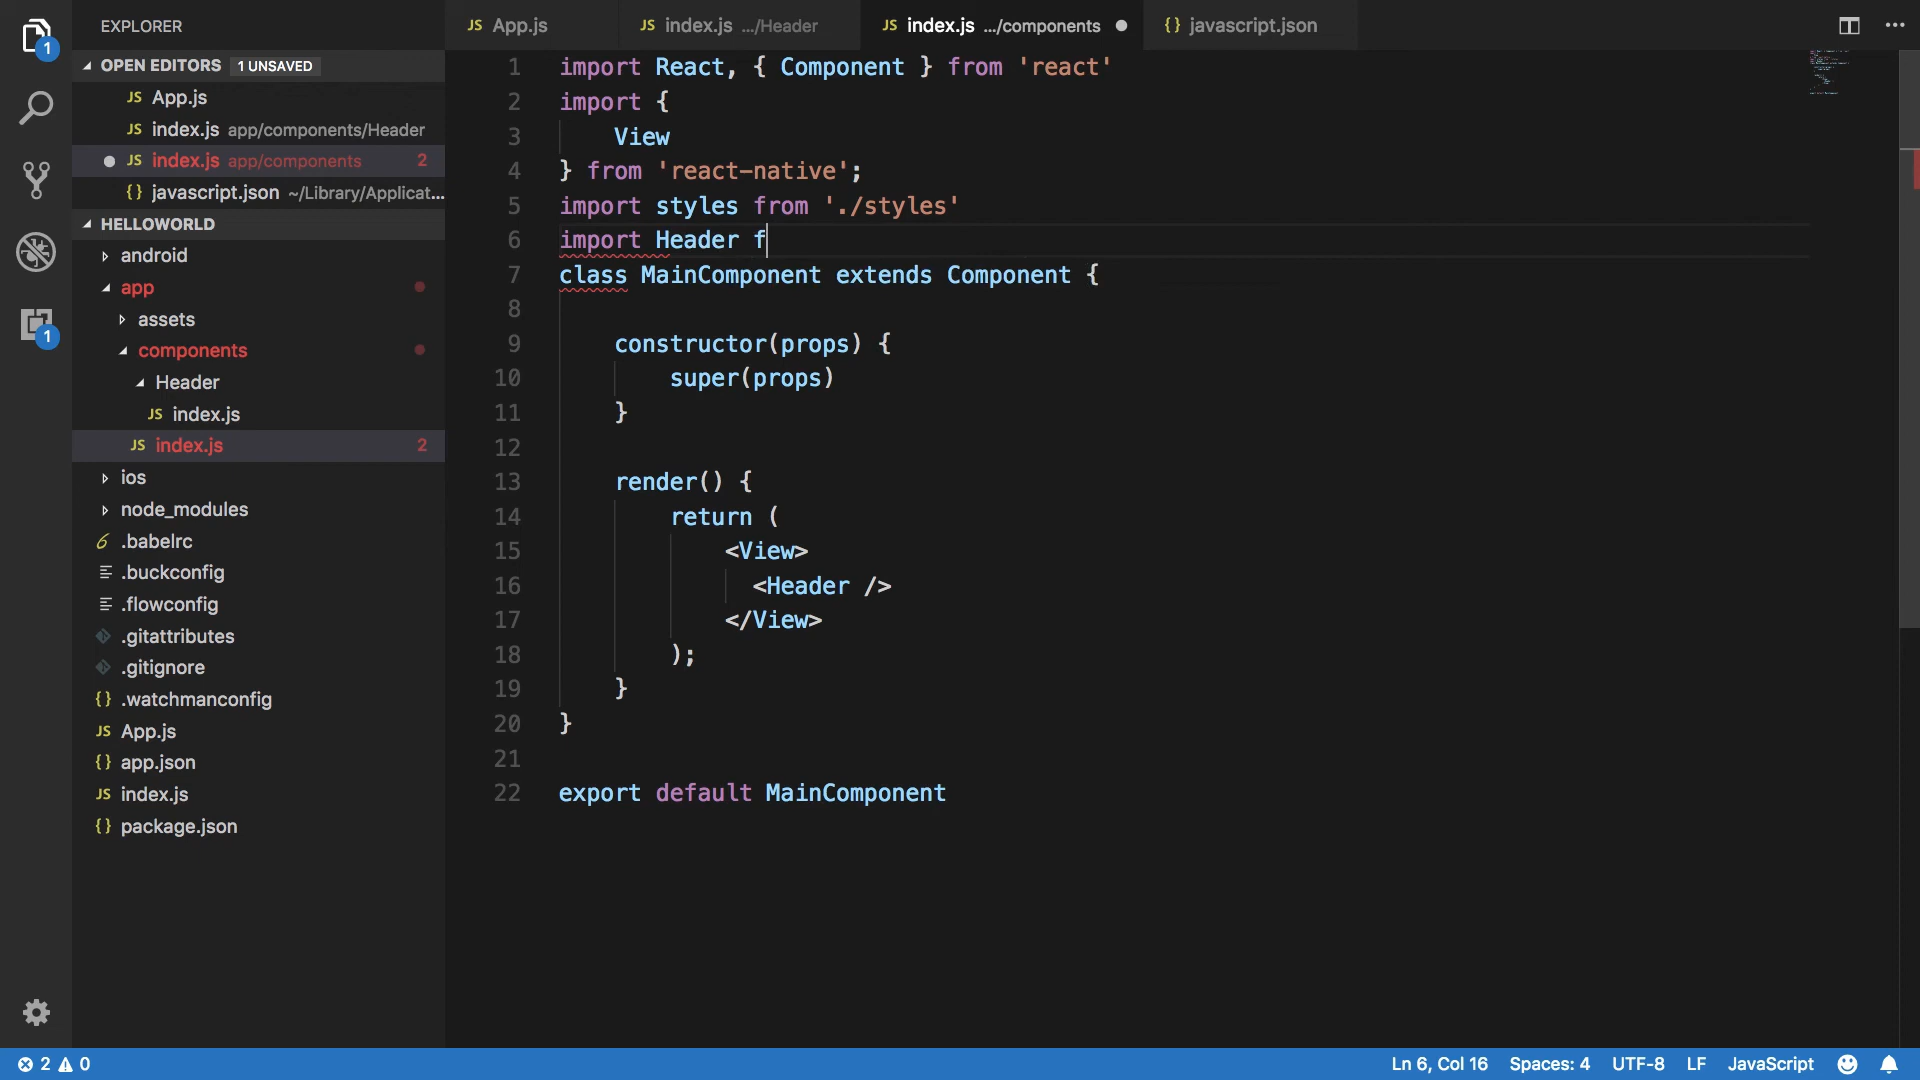 EXPLORER
OPEN EDITORS 1 UNSAVED
JS App.js
JS index.js app/components/Header
JS index.js app/components 2
{} javascript.json ~/Library/Applicat...
HELLOWORLD
android
app
assets
components
Header
JS index.js
JS index.js 2
ios
node_modules
.babelrc
.buckconfig
.flowconfig
.gitattributes
.gitignore
{} .watchmanconfig
JS App.js
{} app.json
JS index.js
{} package.json
1
1
JS App.js
JS index.js .../Header
JS index.js .../components
{} javascript.json
1 import React, { Component } from 'react'
2 import {
3 View
4 } from 'react-native';
5 import styles from './styles'
6 import Header f
7 class MainComponent extends Component {
8
9 constructor(props) {
10 super(props)
11 }
12
13 render() {
14 return (
15 <View>
16 <Header />
17 </View>
18 );
19 }
20 }
21
22 export default MainComponent
2 0
Ln 6, Col 16 Spaces: 4 UTF-8 LF JavaScript